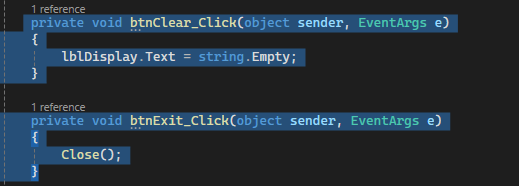 1 reference
private void btnClear_Click(object sender, EventArgs e)
{
lblDisplay.Text = string.Empty;
}
1 reference
private void btnExit_Click(object sender, EventArgs e)
{
Close();
}